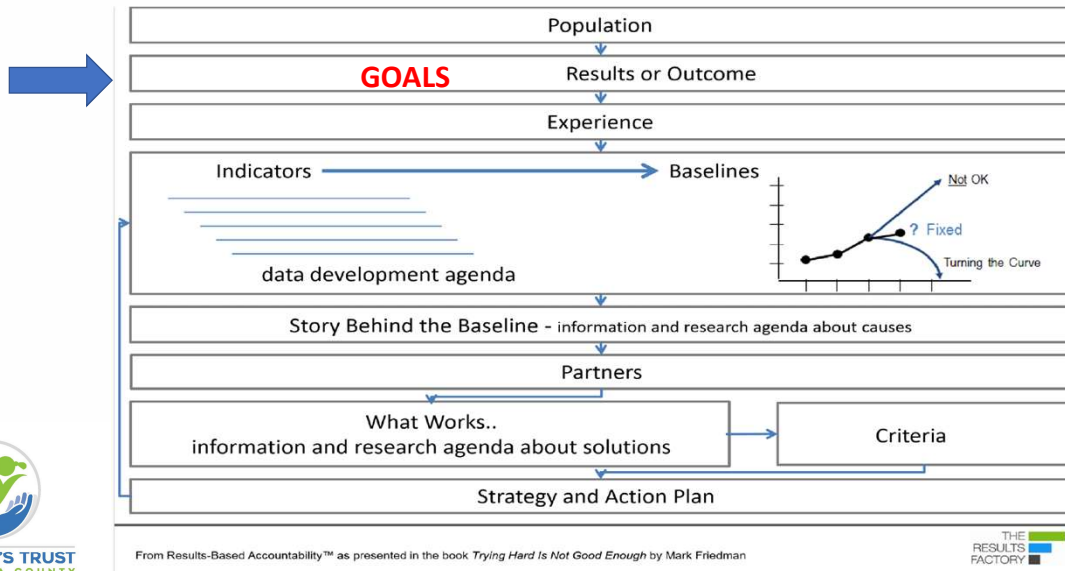 Population
GOALS Results or Outcome
Experience
Indicators Baselines
Not OK
? Fixed
Turning the Curve
data development agenda
Story Behind the Baseline - information and research agenda about causes
Partners
What Works..
information and research agenda about solutions
Criteria
Strategy and Action Plan
From Results-Based Accountability™ as presented in the book Trying Hard Is Not Good Enough by Mark Friedman
THE
RESULTS
FACTORY
'S TRUST
COUNTY